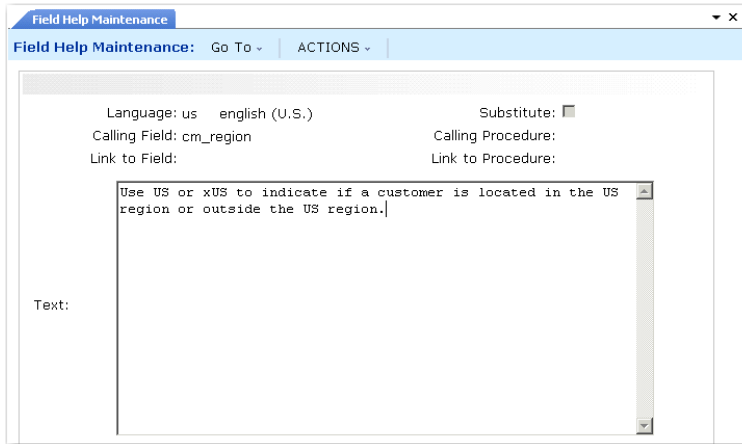 Field Help Maintenance
Field Help Maintenance: Go To ACTIONS
Language: us english (U.S.) Substitute:
Calling Field: cm_region Calling Procedure:
Link to Field: Link to Procedure:
Use US or xUS to indicate if a customer is located in the US
region or outside the US region.
Text: